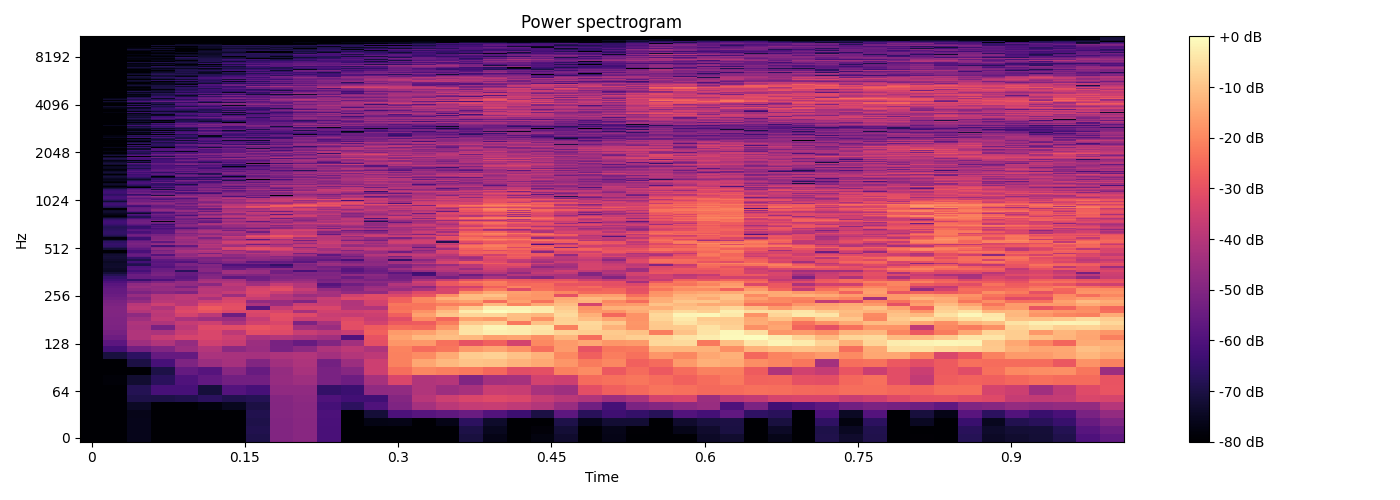 Power spectrogram
Hz
8192
4096
2048
1024
512
256
128
64
0
0 0.15 0.3 0.45 0.6 0.75 0.9
Time
+0 dB
-10 dB
-20 dB
-30 dB
-40 dB
-50 dB
-60 dB
-70 dB
-80 dB